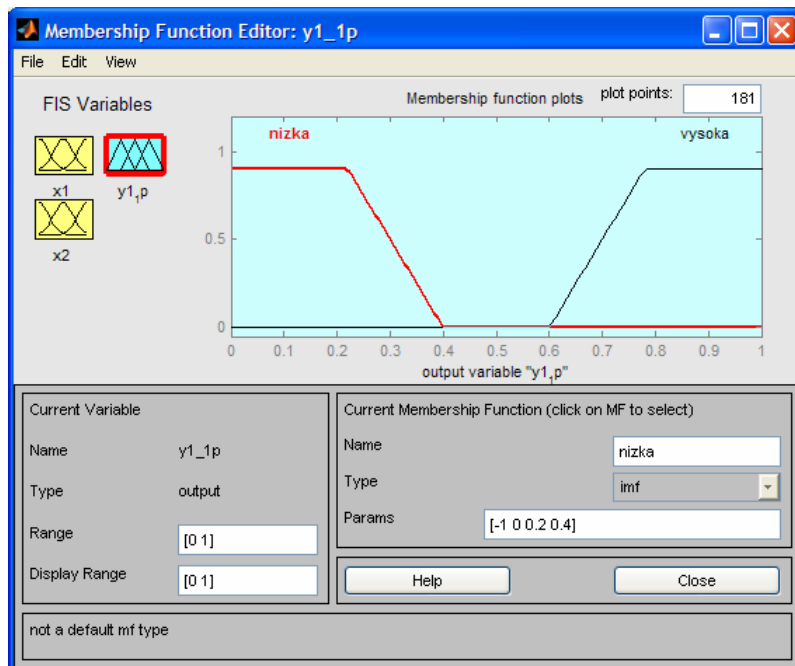 Membership Function Editor: y1_1p
File Edit View
FIS Variables
Membership function plots plot points: 181
x1
y1₁p
x2
nizka
vysoka
1
0.5
0
0 0.1 0.2 0.3 0.4 0.5 0.6 0.7 0.8 0.9 1
output variable "y1₁p"
Current Variable
Name y1_1p
Type output
Range [0 1]
Display Range [0 1]
Current Membership Function (click on MF to select)
Name nizka
Type imf
Params [-1 0 0.2 0.4]
Help Close
not a default mf type